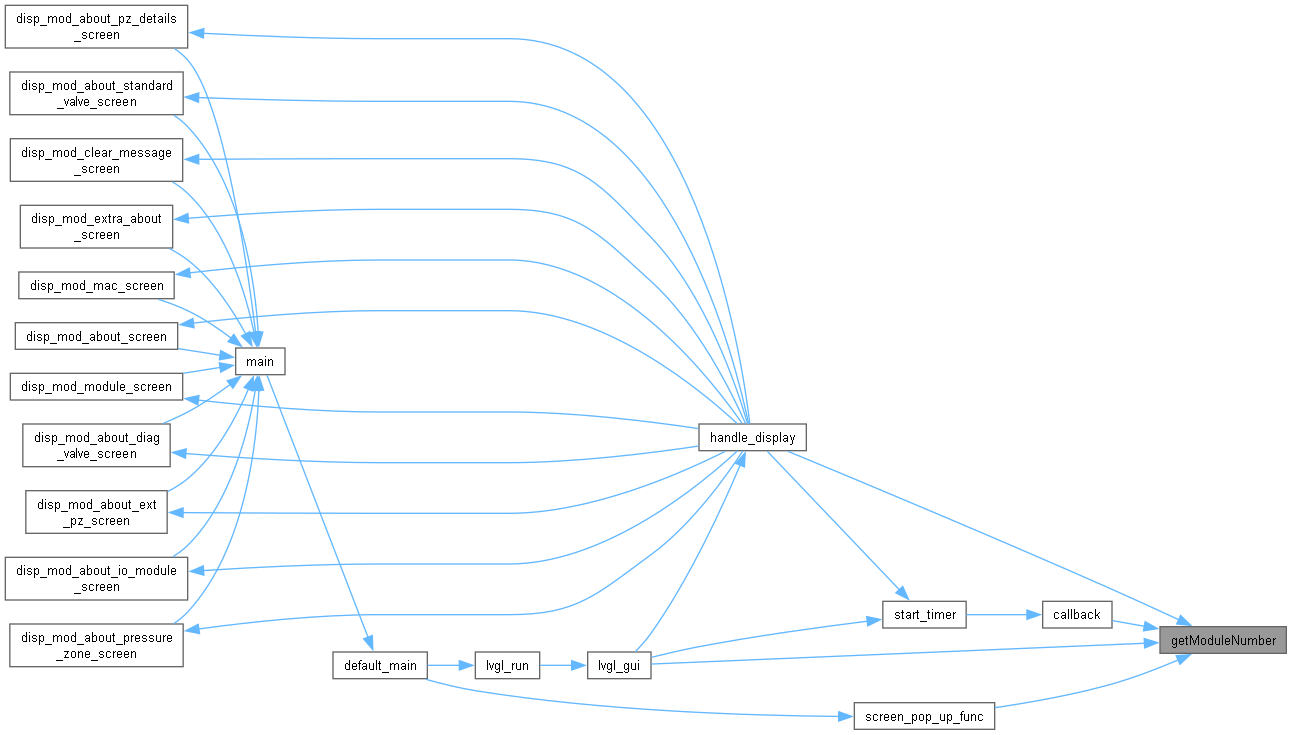 disp_mod_about_pz_details
_screen
disp_mod_about_standard
_valve_screen
disp_mod_clear_message
_screen
disp_mod_extra_about
_screen
disp_mod_mac_screen
disp_mod_about_screen
main
disp_mod_module_screen
disp_mod_about_diag
_valve_screen
handle_display
disp_mod_about_ext
_pz_screen
disp_mod_about_io_module
_screen
start_timer
callback
getModuleNumber
disp_mod_about_pressure
_zone_screen
default_main
lvgl_run
lvgl_gui
screen_pop_up_func